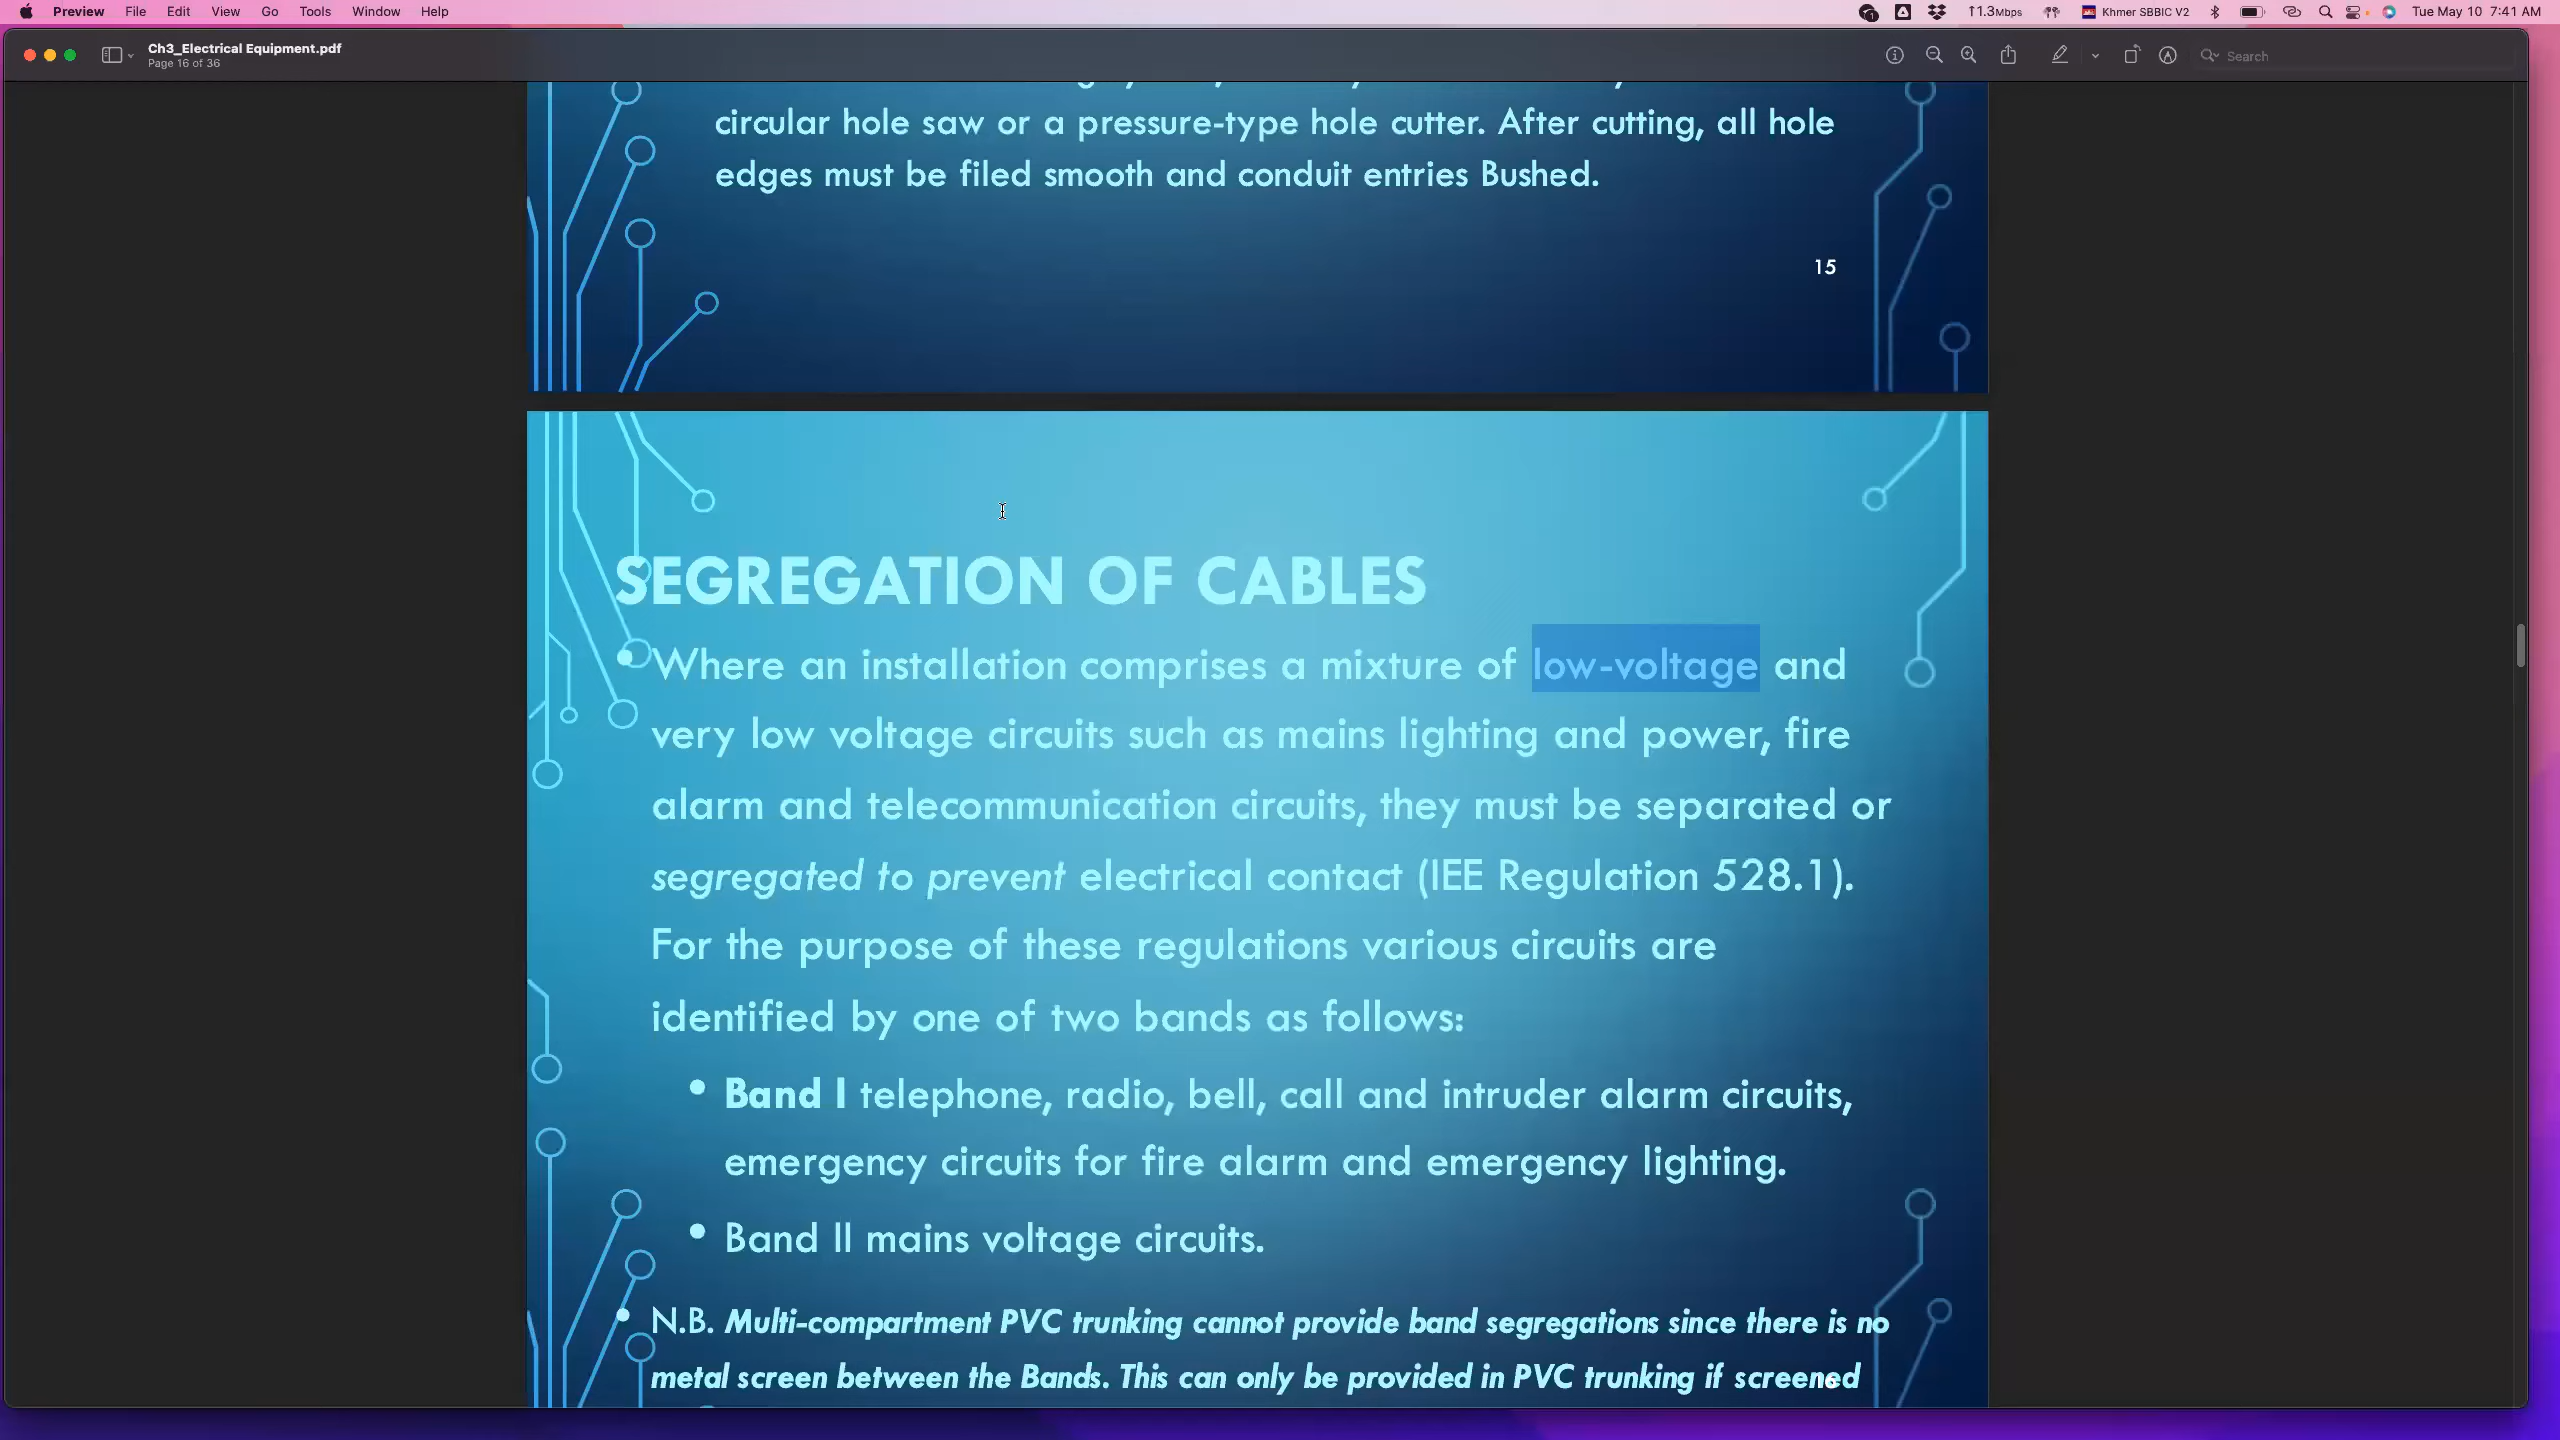 Preview File Edit View Go Tools Window Help
1 ↑1.3Mbps Khmer SBBIC V2 Tue May 10 7:41 AM
Ch3_Electrical Equipment.pdf
Page 16 of 36
Search
circular hole saw or a pressure-type hole cutter. After cutting, all hole
edges must be filed smooth and conduit entries Bushed.
15
SEGREGATION OF CABLES
• Where an installation comprises a mixture of low-voltage and
very low voltage circuits such as mains lighting and power, fire
alarm and telecommunication circuits, they must be separated or
segregated to prevent electrical contact (IEE Regulation 528.1).
For the purpose of these regulations various circuits are
identified by one of two bands as follows:
• Band I telephone, radio, bell, call and intruder alarm circuits,
emergency circuits for fire alarm and emergency lighting.
• Band II mains voltage circuits.
• N.B. Multi-compartment PVC trunking cannot provide band segregations since there is no
metal screen between the Bands. This can only be provided in PVC trunking if screened